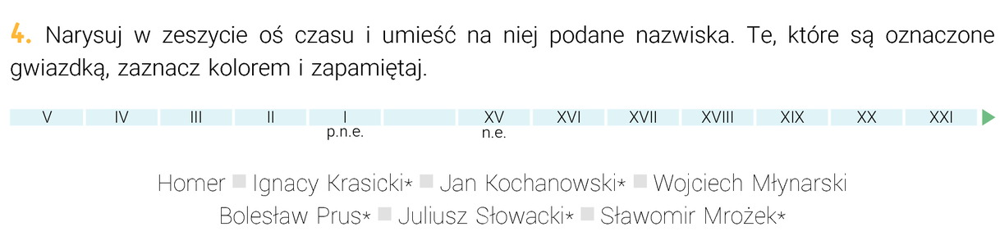 4. Narysuj w zeszycie oś czasu i umieść na niej podane nazwiska. Te, które są oznaczone
gwiazdką, zaznacz kolorem i zapamiętaj.
V IV III II I XV XVI XVII XVIII XIX XX XXI
p.n.e. n.e.
Homer ■ Ignacy Krasicki* ■ Jan Kochanowski* ■ Wojciech Młynarski
Bolesław Prus* ■ Juliusz Słowacki* ■ Sławomir Mrożek*